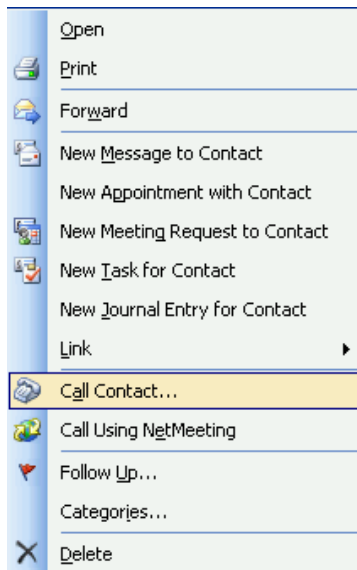 Open
Print
Forward
New Message to Contact
New Appointment with Contact
New Meeting Request to Contact
New Task for Contact
New Journal Entry for Contact
Link
Call Contact...
Call Using NetMeeting
Follow Up...
Categories...
Delete